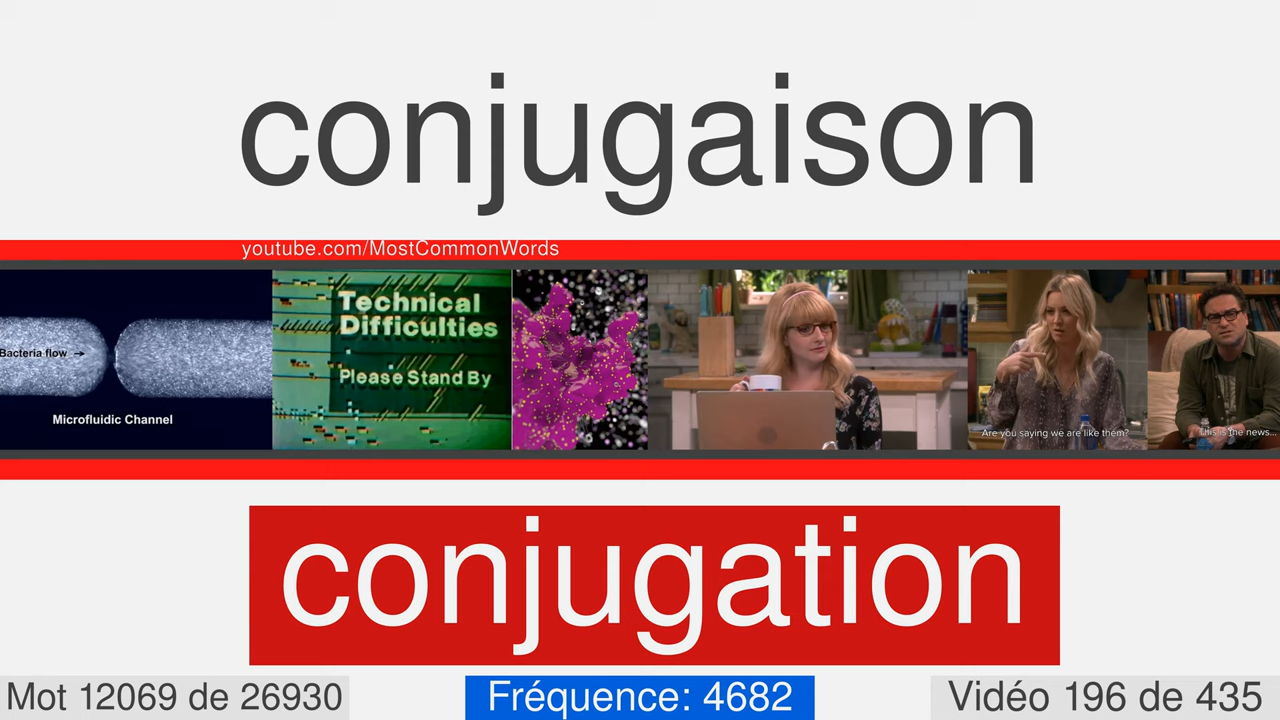 conjugaison
youtube.com/MostCommonWords
Bacteria flow →
Microfluidic Channel
Technical
Difficulties
Please Stand By
Are you saying we are like them?
This is the news...
conjugation
Mot 12069 de 26930
Fréquence: 4682
Vidéo 196 de 435